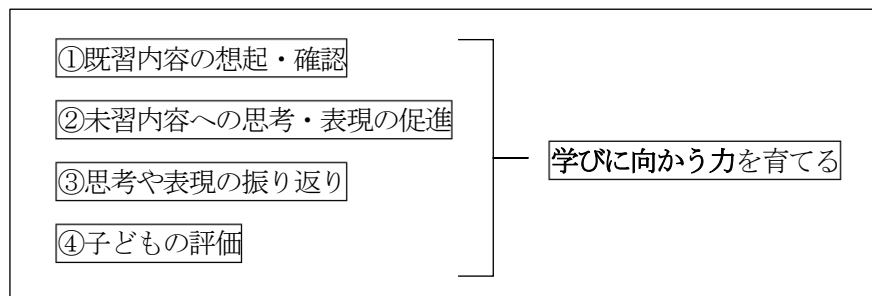 ①既習内容の想起・確認
②未習内容への思考・表現の促進
③思考や表現の振り返り
④子どもの評価
学びに向かう力を育てる